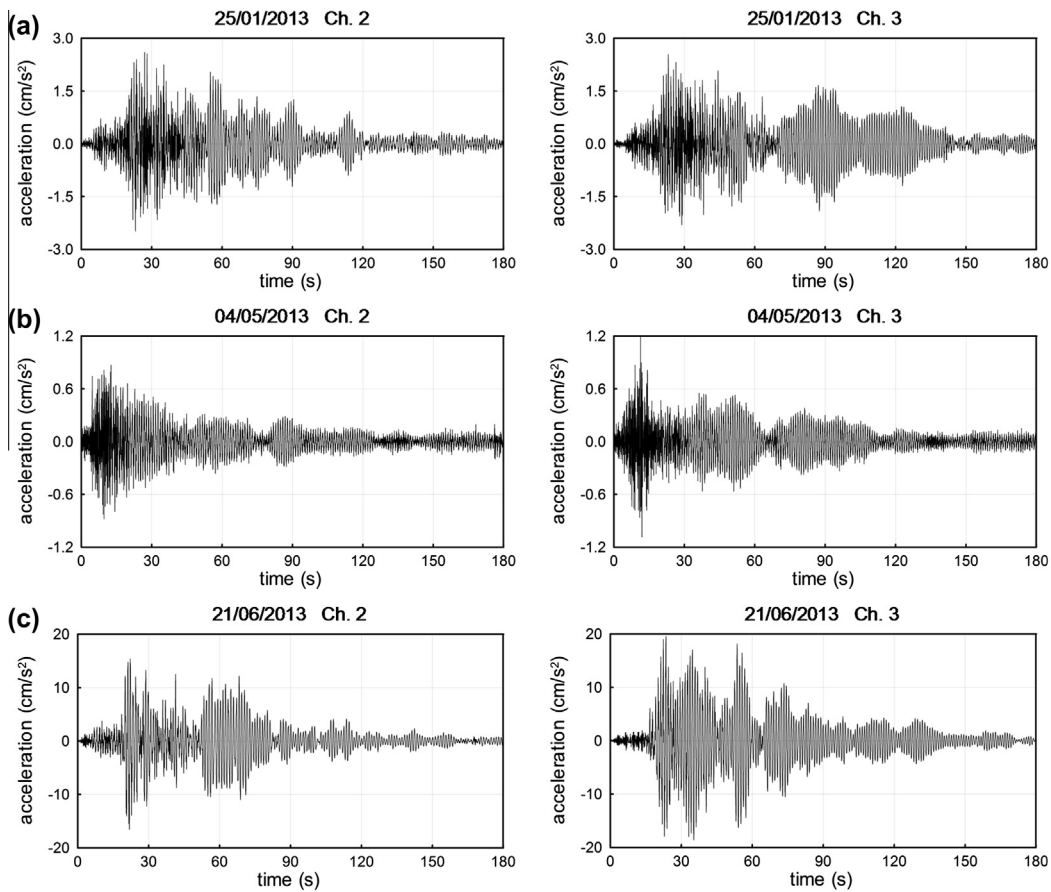 (a)
25/01/2013 Ch. 2
acceleration (cm/s²)
3.0
1.5
0.0
-1.5
-3.0
0 30 60 90 120 150 180
time (s)
25/01/2013 Ch. 3
acceleration (cm/s²)
3.0
1.5
0.0
-1.5
-3.0
0 30 60 90 120 150 180
time (s)
(b)
04/05/2013 Ch. 2
acceleration (cm/s²)
1.2
0.6
0.0
-0.6
-1.2
0 30 60 90 120 150 180
time (s)
04/05/2013 Ch. 3
acceleration (cm/s²)
1.2
0.6
0.0
-0.6
-1.2
0 30 60 90 120 150 180
time (s)
(c)
21/06/2013 Ch. 2
acceleration (cm/s²)
20
10
0
-10
-20
0 30 60 90 120 150 180
time (s)
21/06/2013 Ch. 3
acceleration (cm/s²)
20
10
0
-10
-20
0 30 60 90 120 150 180
time (s)